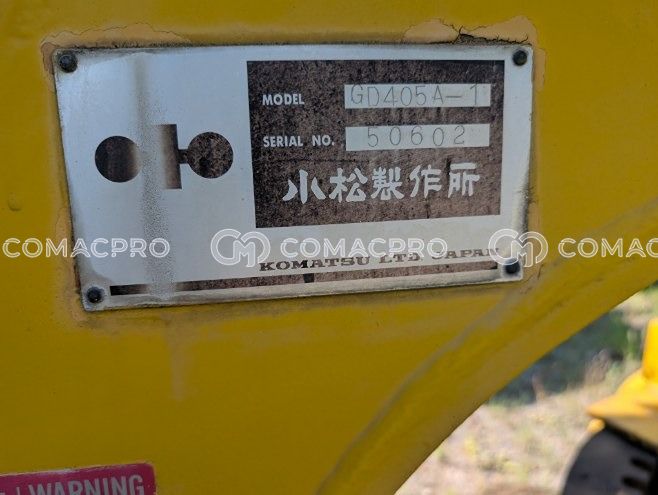 MODEL GD405A-1
SERIAL NO. 50602
小松製作所
COMACPRO COMACPRO COMAC
KOMATSU LTD JAPAN
WARNING